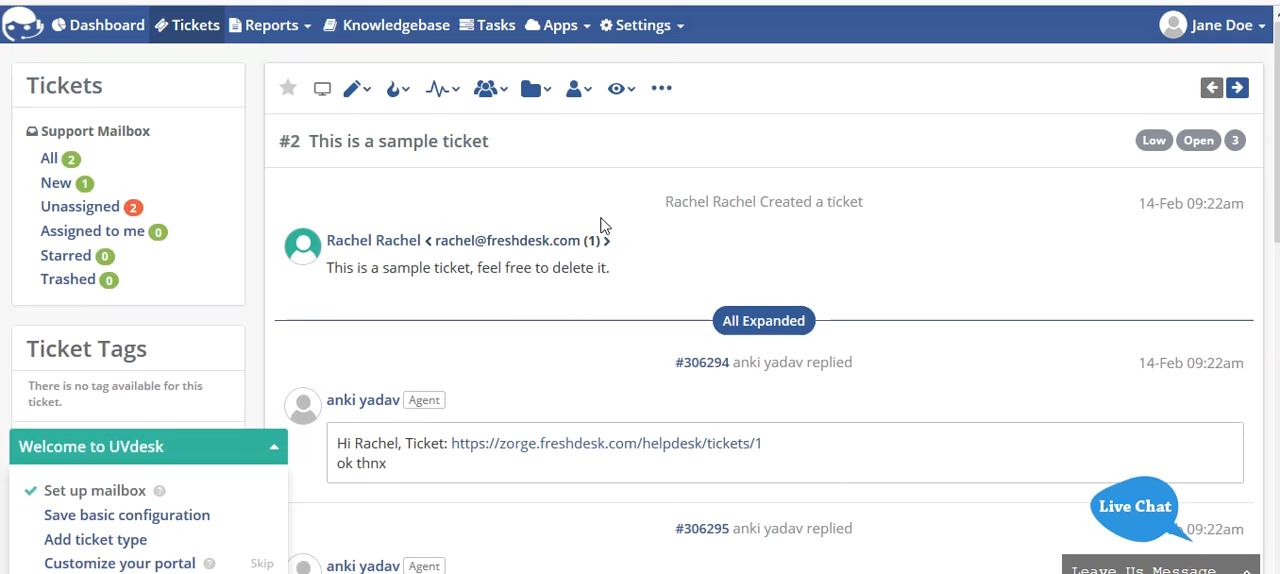 Dashboard Tickets Reports Knowledgebase Tasks Apps Settings Jane Doe
Tickets
Support Mailbox
All 2
New 1
Unassigned 2
Assigned to me 0
Starred 0
Trashed 0
Ticket Tags
There is no tag available for this
ticket.
Welcome to UVdesk
Set up mailbox ?
Save basic configuration
Add ticket type
Customize your portal ? Skip
#2 This is a sample ticket Low Open 3
Rachel Rachel Created a ticket 14-Feb 09:22am
Rachel Rachel < rachel@freshdesk.com (1) >
This is a sample ticket, feel free to delete it.
All Expanded
#306294 anki yadav replied 14-Feb 09:22am
anki yadav Agent
Hi Rachel, Ticket: https://zorge.freshdesk.com/helpdesk/tickets/1
ok thnx
Live Chat
#306295 anki yadav replied 09:22am
anki yadav Agent
Leave Us Message